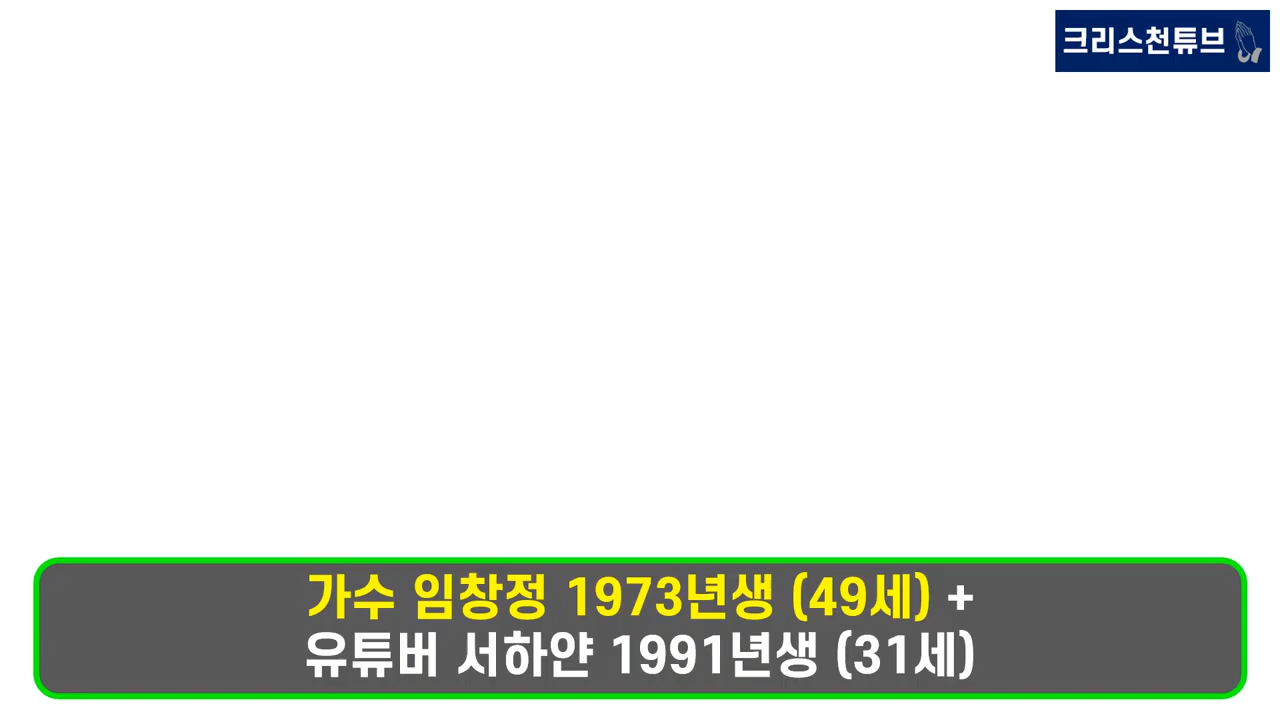 크리스천튜브
가수 임창정 1973년생 (49세) +
유튜버 서하얀 1991년생 (31세)